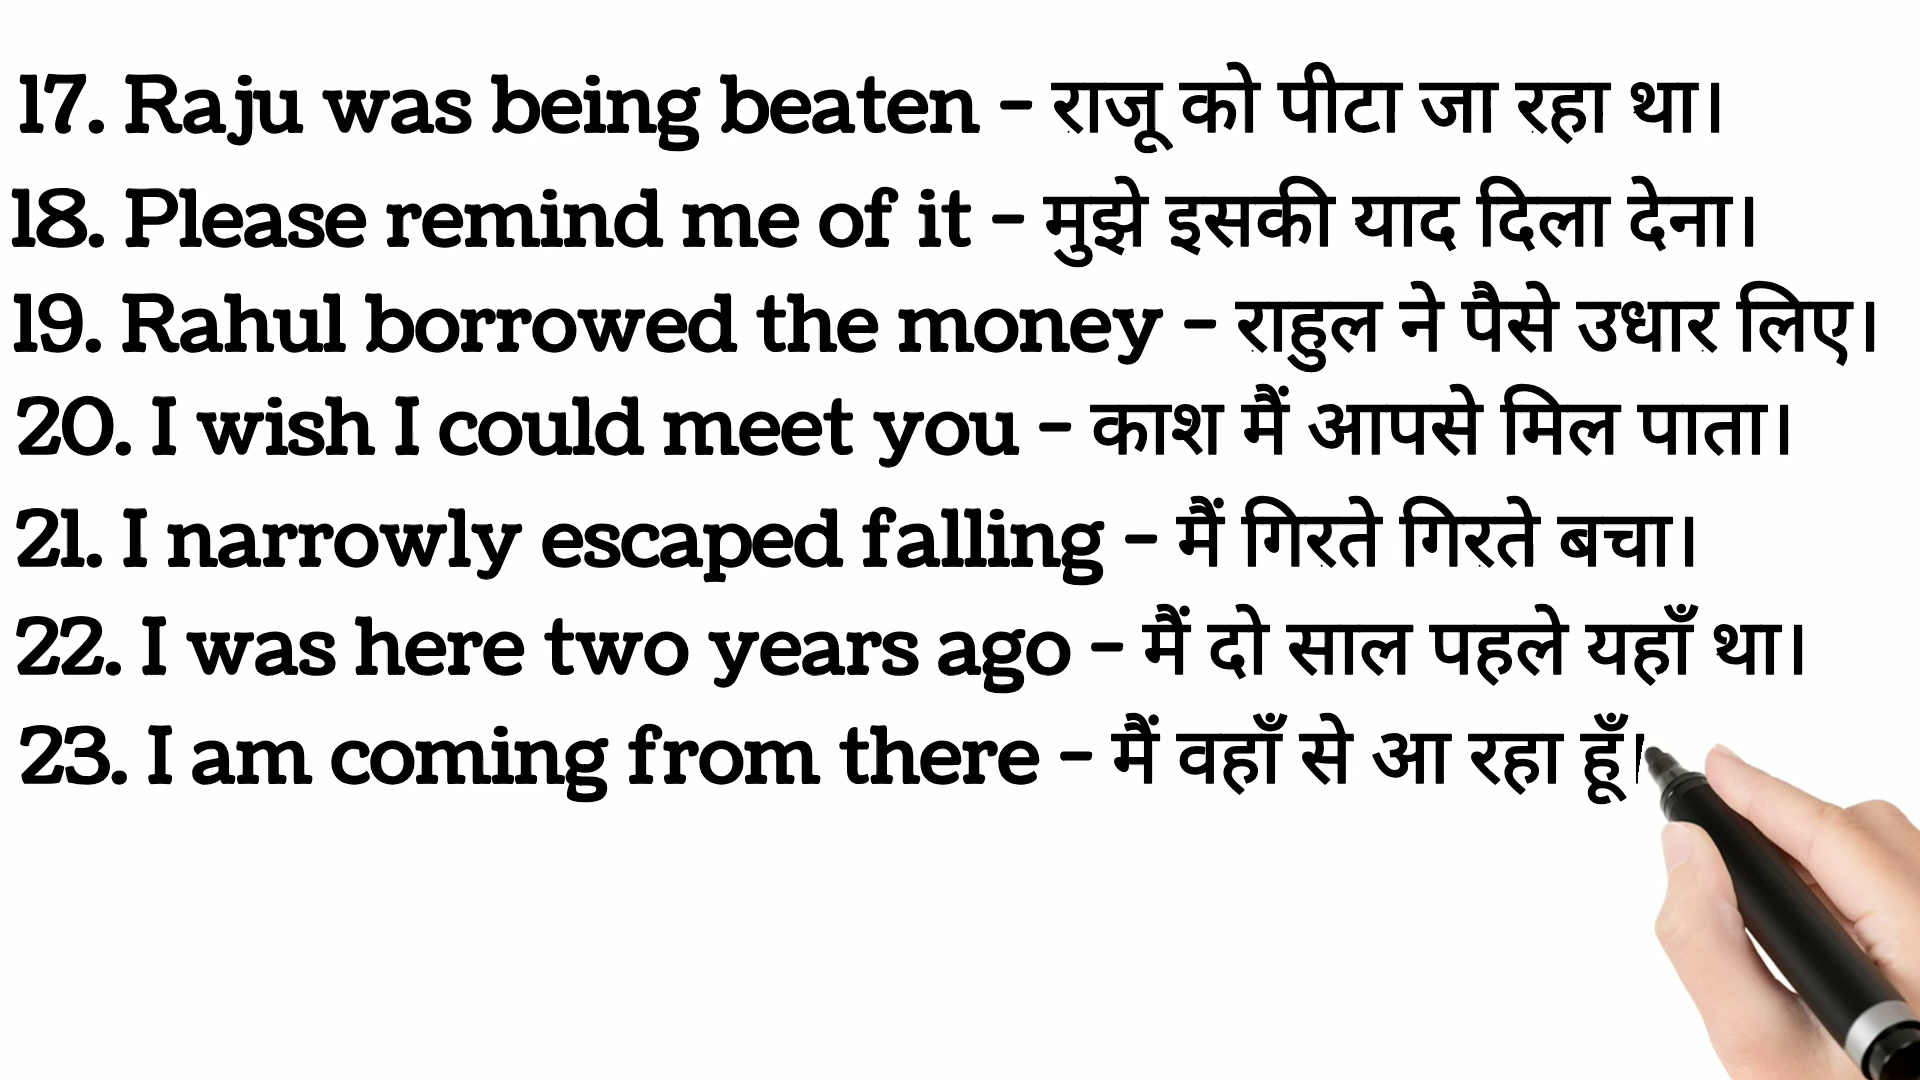 17. Raju was being beaten - राजू को पीटा जा रहा था।
18. Please remind me of it - मुझे इसकी याद दिला देना।
19. Rahul borrowed the money - राहुल ने पैसे उधार लिए।
20. I wish I could meet you - काश मैं आपसे मिल पाता।
21. I narrowly escaped falling - मैं गिरते गिरते बचा।
22. I was here two years ago - मैं दो साल पहले यहाँ था।
23. I am coming from there - मैं वहाँ से आ रहा हूँ।